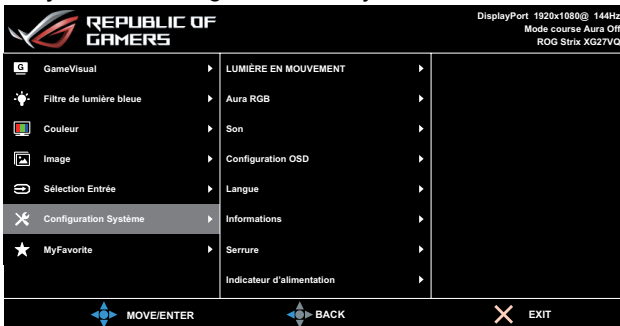 REPUBLIC OF
GAMERS
DisplayPort 1920x1080@ 144Hz
Mode course Aura Off
ROG Strix XG27VQ
G
GameVisual
LUMIÈRE EN MOUVEMENT
Filtre de lumière bleue
Aura RGB
Couleur
Son
Image
Configuration OSD
Sélection Entrée
Langue
Configuration Système
Informations
MyFavorite
Serrure
Indicateur d'alimentation
MOVE/ENTER
BACK
EXIT